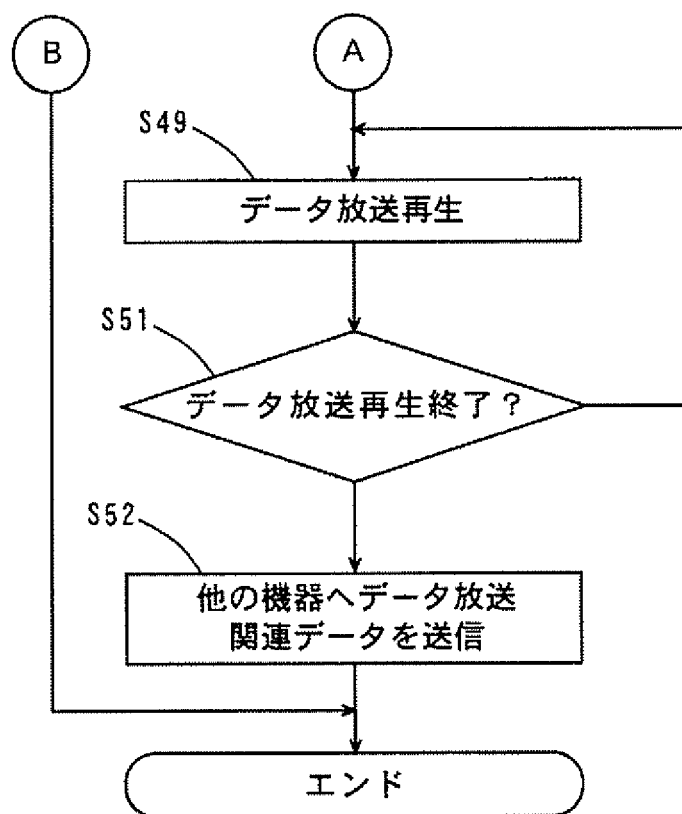 B
A
S49
データ放送再生
S51
データ放送再生終了?
S52
他の機器へデータ放送
関連データを送信
エンド